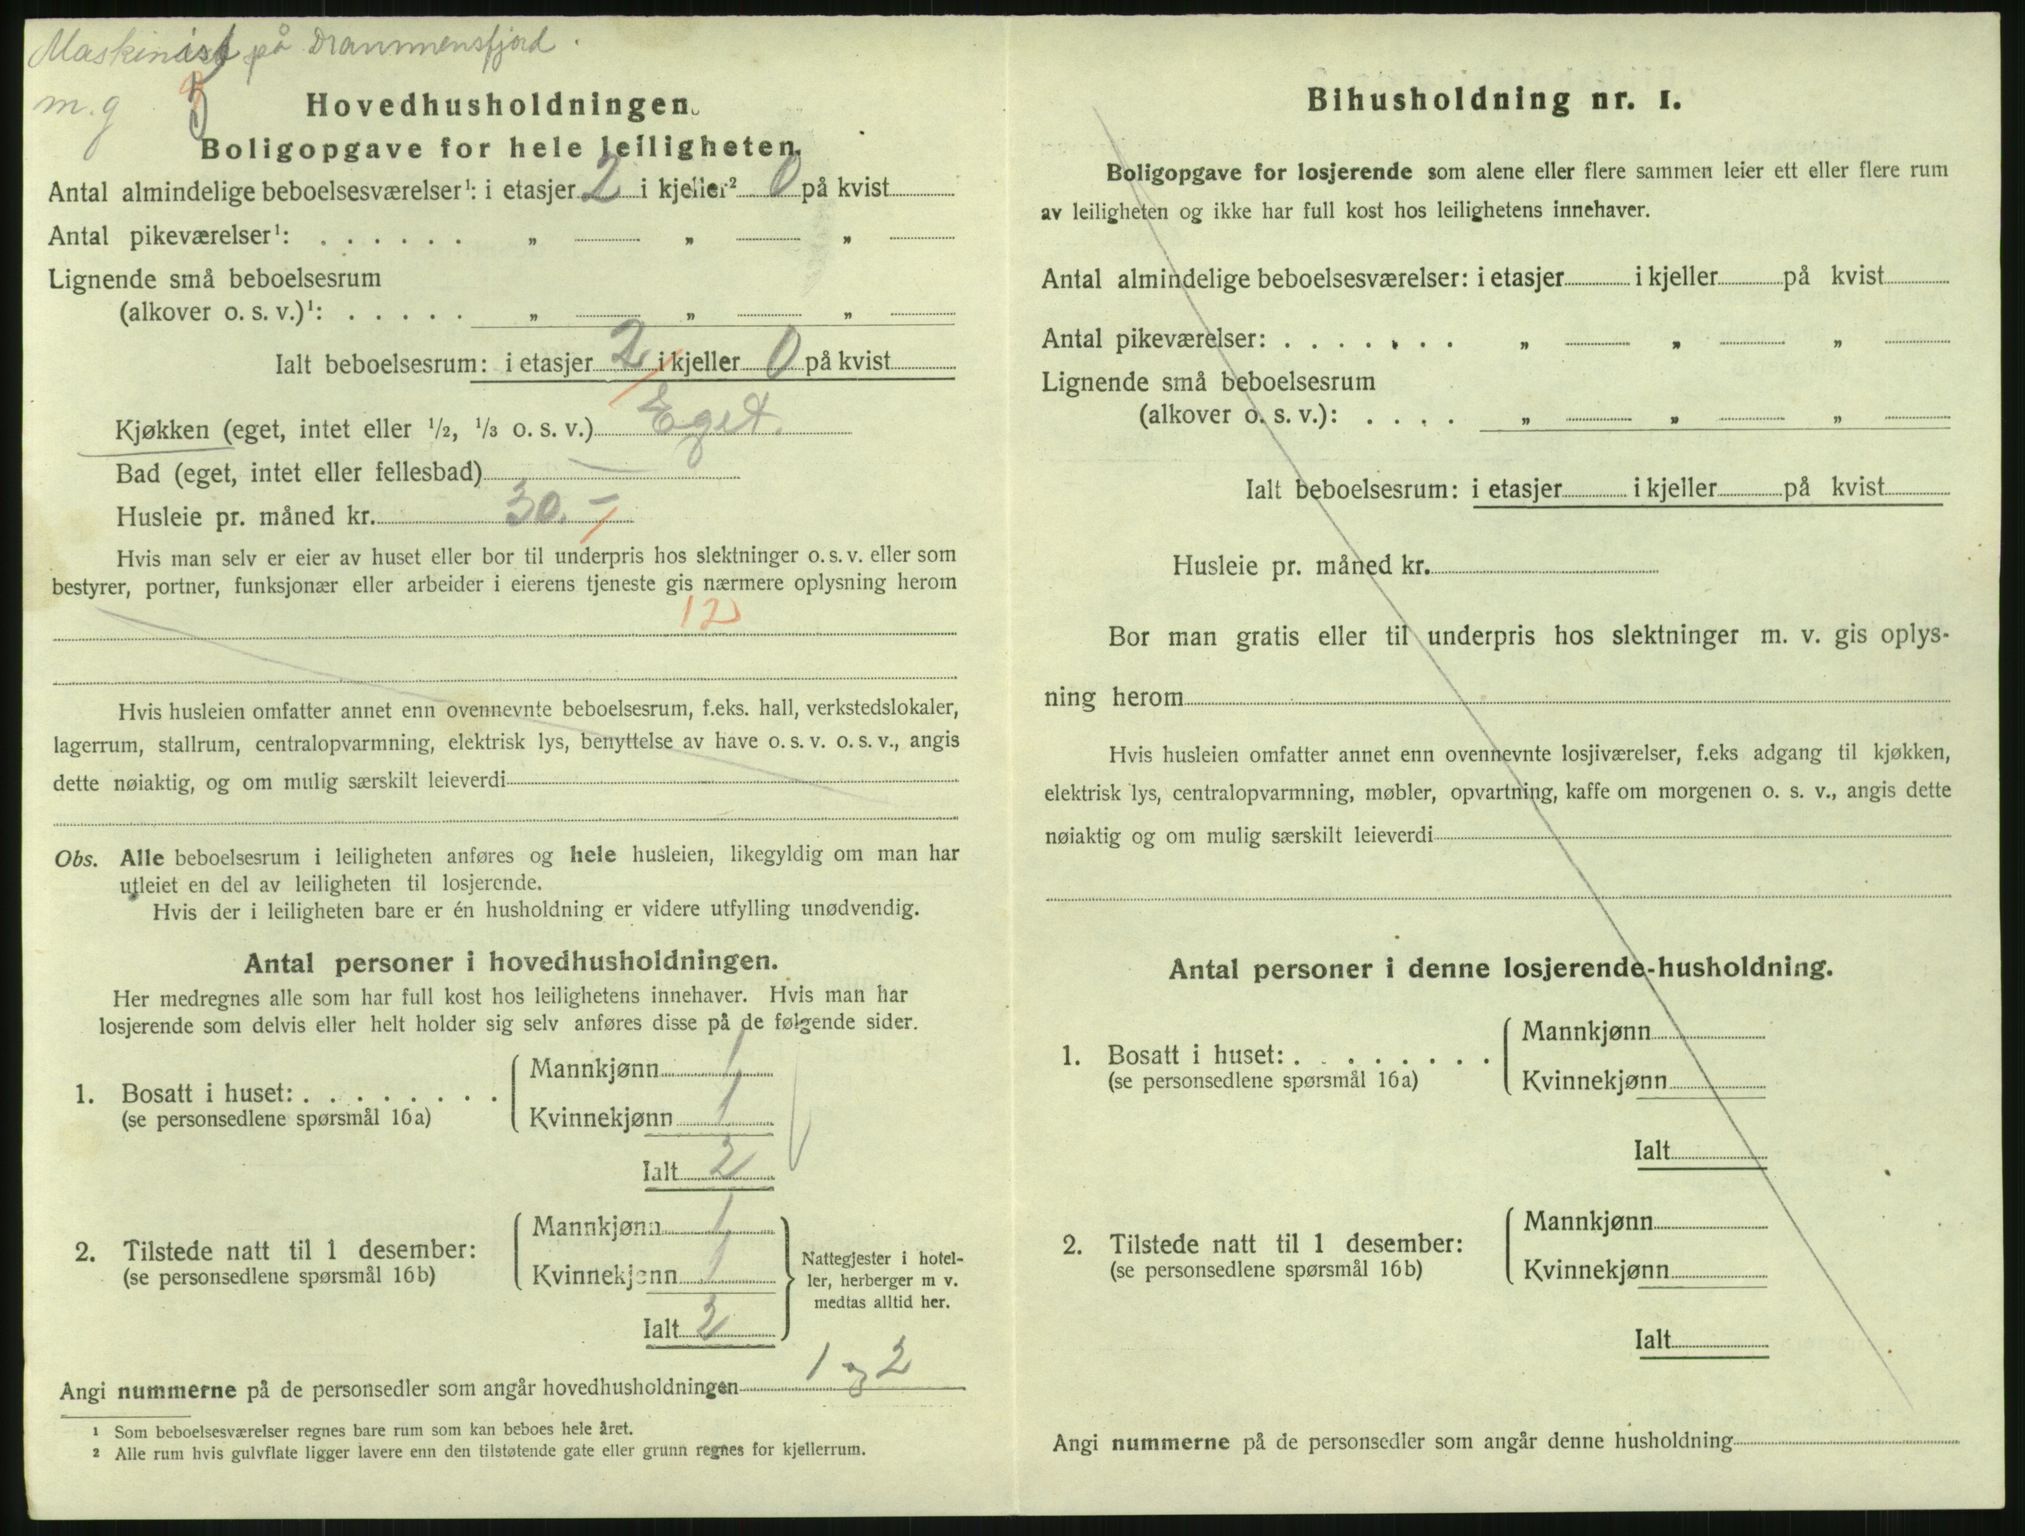 Maskinist på Drammensfjord.
m.g 3
Hovedhusholdningen.
Boligopgave for hele leiligheten.
Antal almindelige beboelsesværelser¹: i etasjer 2 i kjeller² 0 på kvist
Antal pikeværelser¹: . . . . . . „ „ „
Lignende små beboelsesrum
(alkover o. s. v.)¹: . . . . . „ „ „
Ialt beboelsesrum: i etasjer 2 i kjeller 0 på kvist
Kjøkken (eget, intet eller 1/2, 1/3 o. s. v.) Eget.
Bad (eget, intet eller fellesbad) —
Husleie pr. måned kr. 30.-
Hvis man selv er eier av huset eller bor til underpris hos slektninger o. s. v. eller som
bestyrer, portner, funksjonær eller arbeider i eierens tjeneste gis nærmere oplysning herom
12
Hvis husleien omfatter annet enn ovennevnte beboelsesrum, f.eks. hall, verkstedslokaler,
lagerrum, stallrum, centralopvarmning, elektrisk lys, benyttelse av have o. s. v. o. s. v., angis
dette nøiaktig, og om mulig særskilt leieverdi
Obs. Alle beboelsesrum i leiligheten anføres og hele husleien, likegyldig om man har
utleiet en del av leiligheten til losjerende.
Hvis der i leiligheten bare er én husholdning er videre utfylling unødvendig.
Antal personer i hovedhusholdningen.
Her medregnes alle som har full kost hos leilighetens innehaver. Hvis man har
losjerende som delvis eller helt holder sig selv anføres disse på de følgende sider.
1. Bosatt i huset: . . . . . . . .
(se personsedlene spørsmål 16a)
Mannkjønn 1
Kvinnekjønn 1
Ialt 2
2. Tilstede natt til 1 desember:
(se personsedlene spørsmål 16b)
Mannkjønn 1
Kvinnekjønn 1
Ialt 2
Nattegjester i hotel-
ler, herberger m v.
medtas alltid her.
Angi nummerne på de personsedler som angår hovedhusholdningen 1 og 2
¹ Som beboelsesværelser regnes bare rum som kan beboes hele året.
² Alle rum hvis gulvflate ligger lavere enn den tilstøtende gate eller grunn regnes for kjellerrum.
Bihusholdning nr. 1.
Boligopgave for losjerende som alene eller flere sammen leier ett eller flere rum
av leiligheten og ikke har full kost hos leilighetens innehaver.
Antal almindelige beboelsesværelser: i etasjer i kjeller på kvist
Antal pikeværelser: . . . . . . „ „ „
Lignende små beboelsesrum
(alkover o. s. v.): . . . . „ „ „
Ialt beboelsesrum: i etasjer i kjeller på kvist
Husleie pr. måned kr.
Bor man gratis eller til underpris hos slektninger m. v. gis oplys-
ning herom
Hvis husleien omfatter annet enn ovennevnte losjiværelser, f.eks adgang til kjøkken,
elektrisk lys, centralopvarmning, møbler, opvartning, kaffe om morgenen o. s. v., angis dette
nøiaktig og om mulig særskilt leieverdi
Antal personer i denne losjerende-husholdning.
1. Bosatt i huset: . . . . . . . .
(se personsedlene spørsmål 16a)
Mannkjønn
Kvinnekjønn
Ialt
2. Tilstede natt til 1 desember:
(se personsedlene spørsmål 16b)
Mannkjønn
Kvinnekjønn
Ialt
Angi nummerne på de personsedler som angår denne husholdning